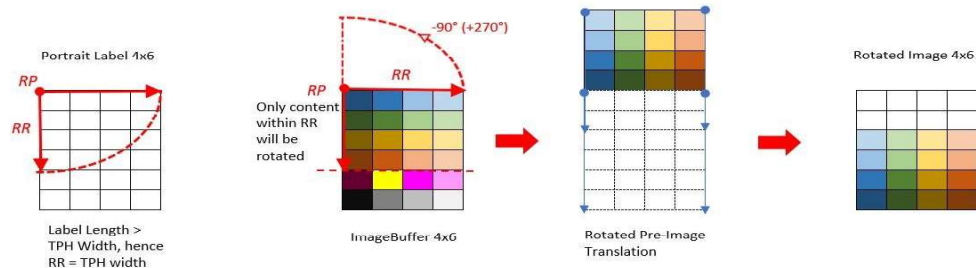 Portrait Label 4x6
RP
RR
Label Length >
TPH Width, hence
RR = TPH width
-90° (+270°)
RP
RR
Only content
within RR
will be
rotated
ImageBuffer 4x6
Rotated Pre-Image
Translation
Rotated Image 4x6